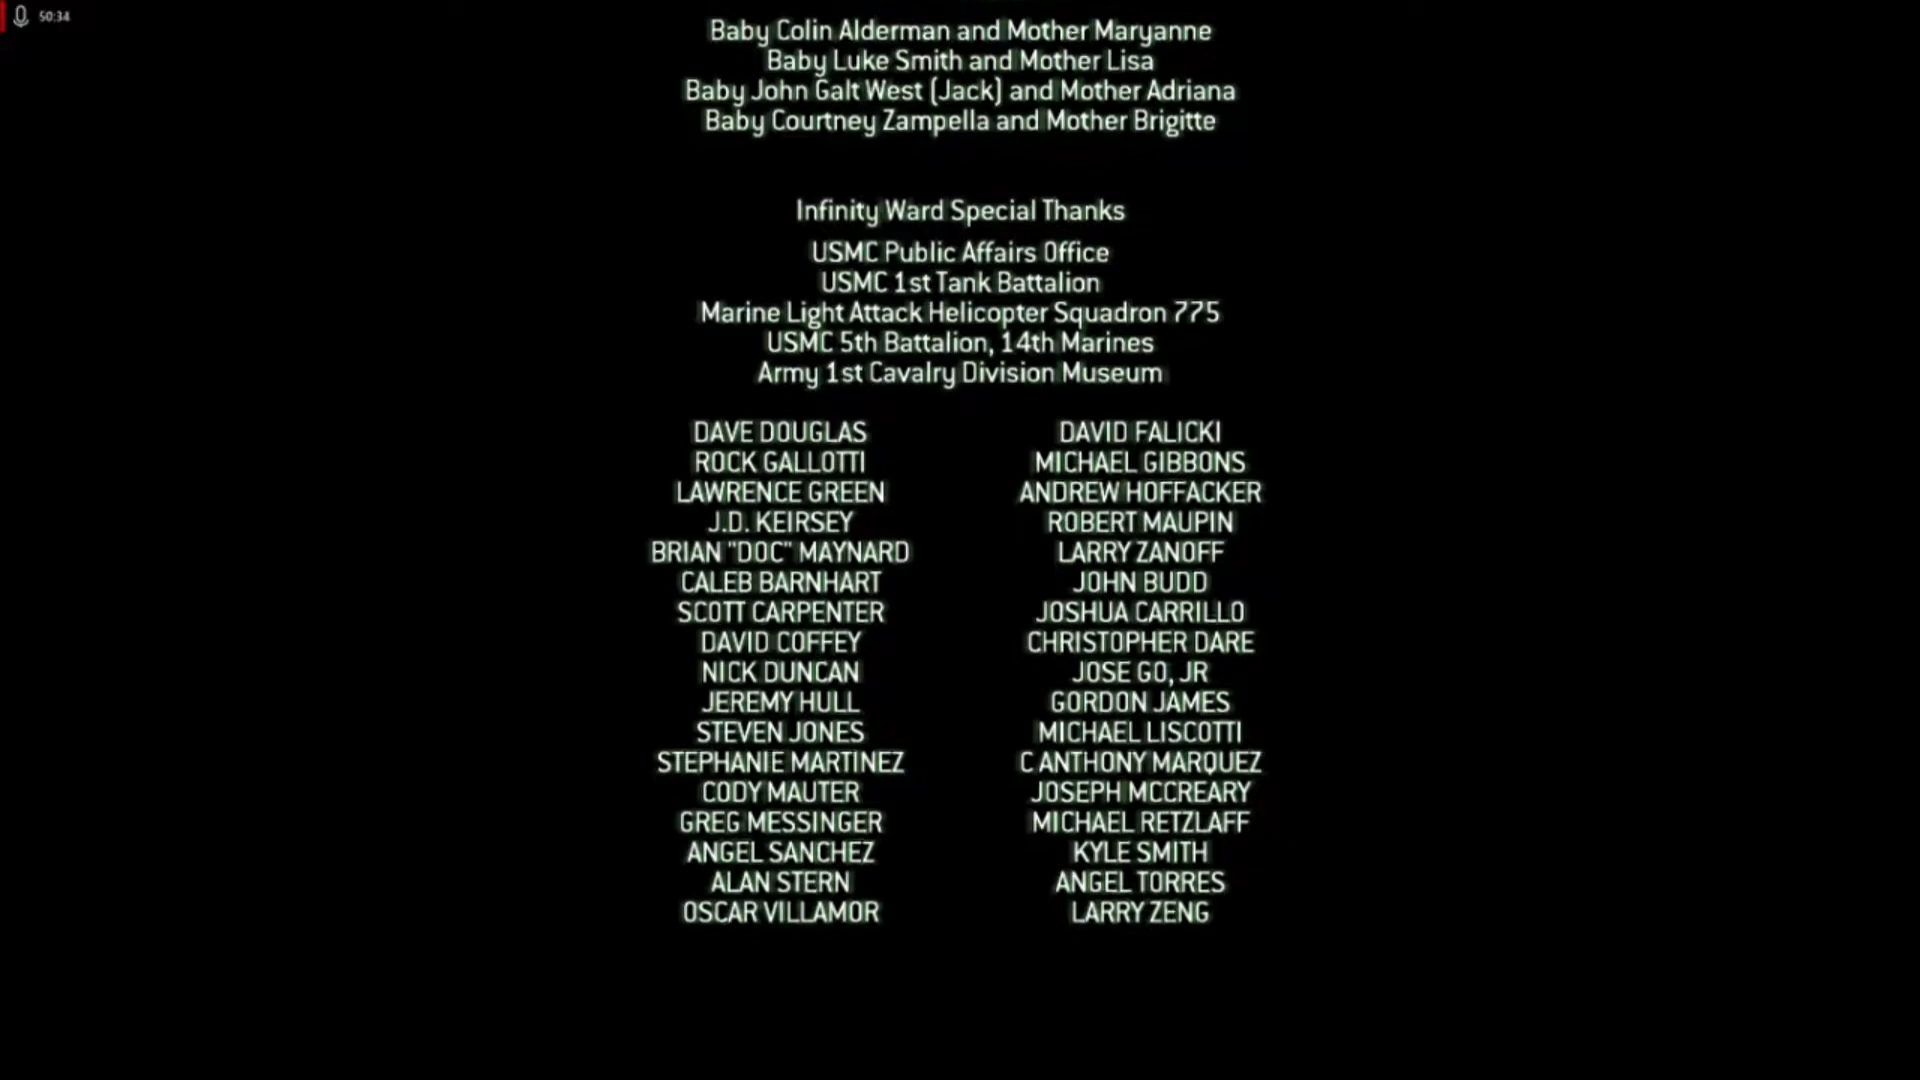 50:34
Baby Colin Alderman and Mother Maryanne
Baby Luke Smith and Mother Lisa
Baby John Galt West (Jack) and Mother Adriana
Baby Courtney Zampella and Mother Brigitte
Infinity Ward Special Thanks
USMC Public Affairs Office
USMC 1st Tank Battalion
Marine Light Attack Helicopter Squadron 775
USMC 5th Battalion, 14th Marines
Army 1st Cavalry Division Museum
DAVE DOUGLAS DAVID FALICKI
ROCK GALLOTTI MICHAEL GIBBONS
LAWRENCE GREEN ANDREW HOFFACKER
J.D. KEIRSEY ROBERT MAUPIN
BRIAN "DOC" MAYNARD LARRY ZANOFF
CALEB BARNHART JOHN BUDD
SCOTT CARPENTER JOSHUA CARRILLO
DAVID COFFEY CHRISTOPHER DARE
NICK DUNCAN JOSE GO, JR
JEREMY HULL GORDON JAMES
STEVEN JONES MICHAEL LISCOTTI
STEPHANIE MARTINEZ C ANTHONY MARQUEZ
CODY MAUTER JOSEPH MCCREARY
GREG MESSINGER MICHAEL RETZLAFF
ANGEL SANCHEZ KYLE SMITH
ALAN STERN ANGEL TORRES
OSCAR VILLAMOR LARRY ZENG